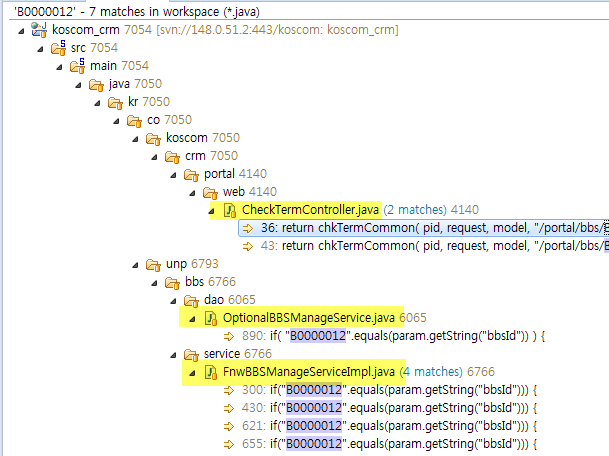 'B0000012' - 7 matches in workspace (*.java)
koscom_crm 7054 [svn://148.0.51.2:443/koscom: koscom_crm]
src 7054
main 7054
java 7050
kr 7050
co 7050
koscom 7050
crm 7050
portal 4140
web 4140
CheckTermController.java (2 matches) 4140
36: return chkTermCommon( pid, request, model, "/portal/bbs/
43: return chkTermCommon( pid, request, model, "/portal/bbs/
unp 6793
bbs 6766
dao 6065
OptionalBBSManageService.java 6065
890: if( "B0000012".equals(param.getString("bbsId")) ) {
service 6766
FnwBBSManageServiceImpl.java (4 matches) 6766
300: if("B0000012".equals(param.getString("bbsId"))) {
430: if("B0000012".equals(param.getString("bbsId"))) {
621: if("B0000012".equals(param.getString("bbsId"))) {
655: if("B0000012".equals(param.getString("bbsId"))) {